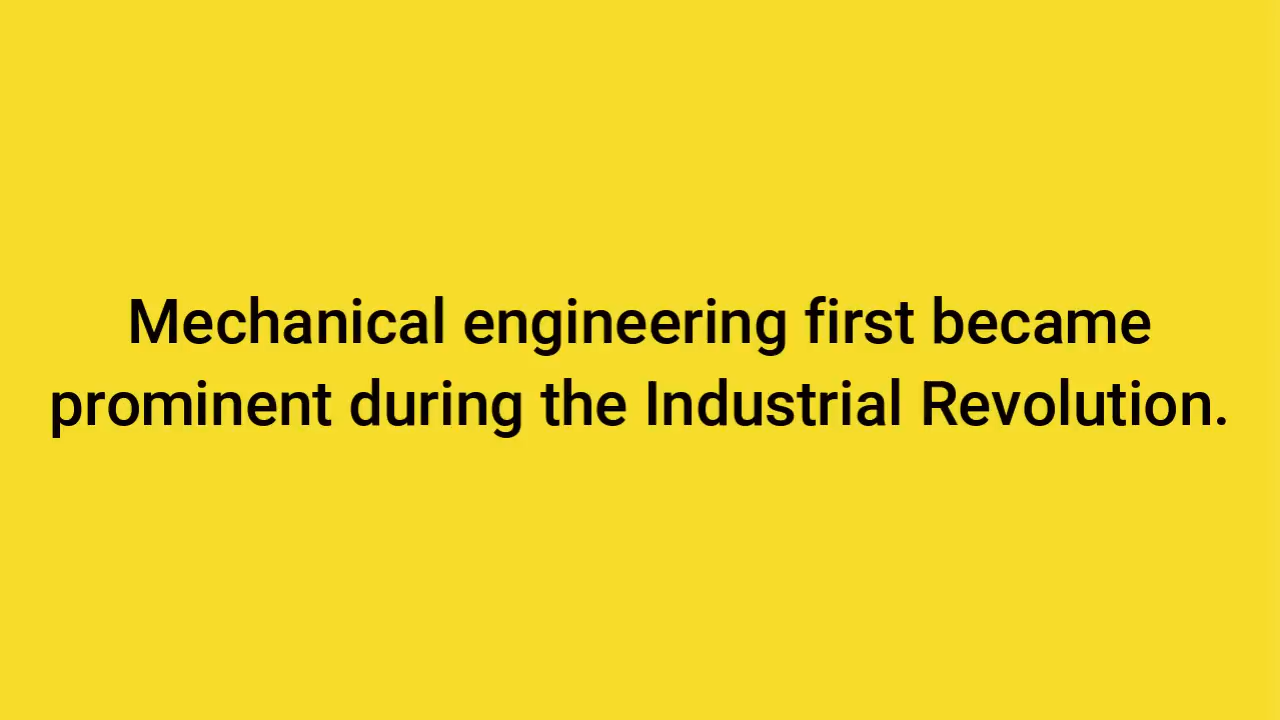 Mechanical engineering first became
prominent during the Industrial Revolution.